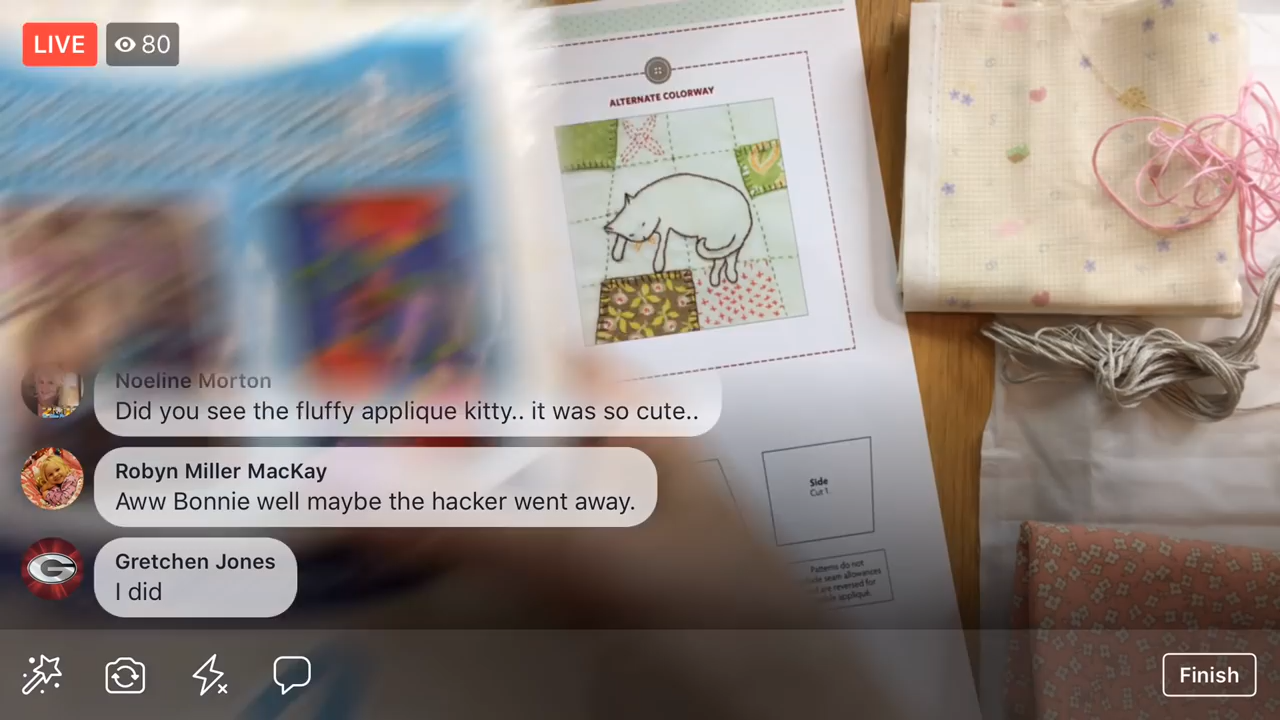 LIVE
80
ALTERNATE COLORWAY
Noeline Morton
Did you see the fluffy applique kitty.. it was so cute..
Robyn Miller MacKay
Aww Bonnie well maybe the hacker went away.
Side
Cut 1.
Gretchen Jones
I did
Patterns do not
seam allowances
are reversed for
appliqué.
Finish